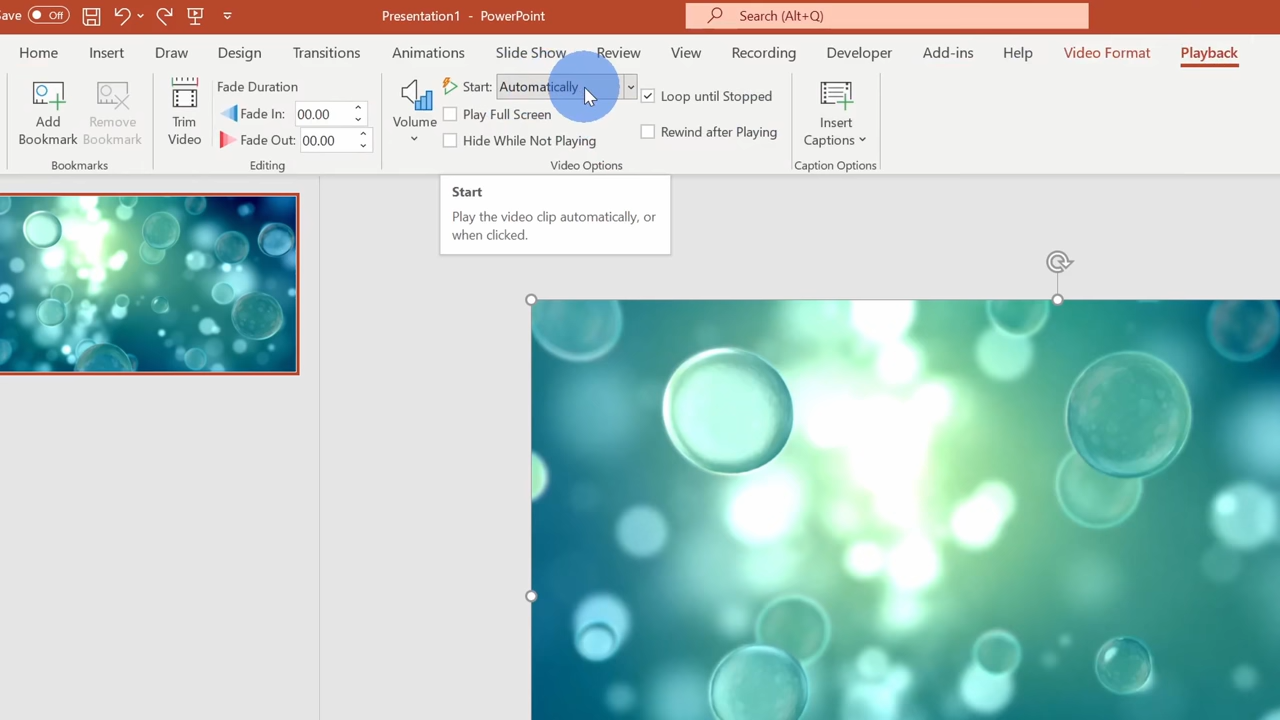 ave Off Presentation1 - PowerPoint Search (Alt+Q)
Home Insert Draw Design Transitions Animations Slide Show Review View Recording Developer Add-ins Help Video Format Playback
Add
Bookmark
Remove
Bookmark
Bookmarks
Trim
Video
Fade Duration
Fade In: 00.00
Fade Out: 00.00
Editing
Volume
Start: Automatically
Play Full Screen
Hide While Not Playing
Loop until Stopped
Rewind after Playing
Video Options
Insert
Captions
Caption Options
Start
Play the video clip automatically, or
when clicked.